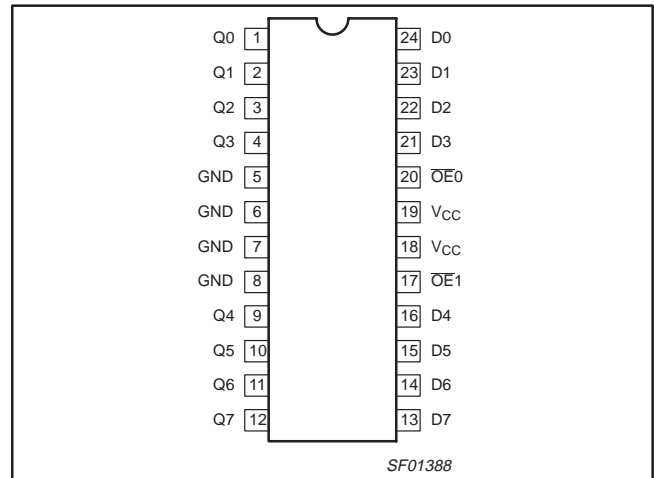 Q0 1 24 D0
Q1 2 23 D1
Q2 3 22 D2
Q3 4 21 D3
GND 5 20 O̅E̅0
GND 6 19 VCC
GND 7 18 VCC
GND 8 17 O̅E̅1
Q4 9 16 D4
Q5 10 15 D5
Q6 11 14 D6
Q7 12 13 D7
SF01388